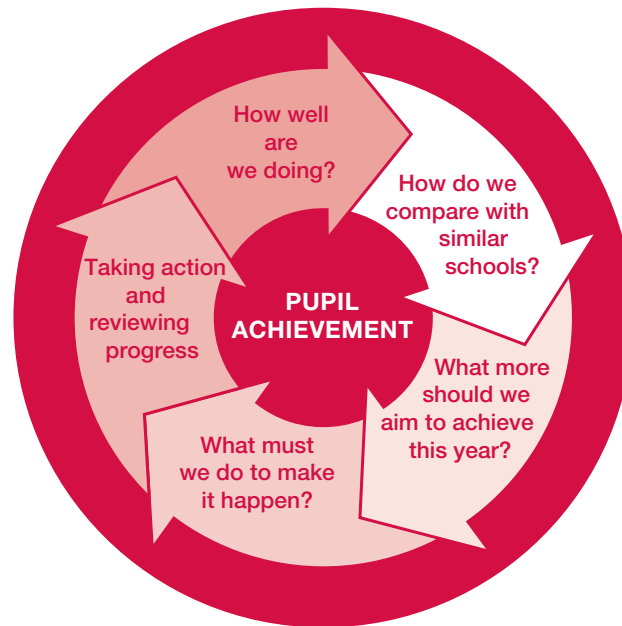 How well
are
we doing?
How do we
compare with
similar
schools?
What more
should we
aim to achieve
this year?
What must
we do to make
it happen?
Taking action
and
reviewing
progress
PUPIL
ACHIEVEMENT